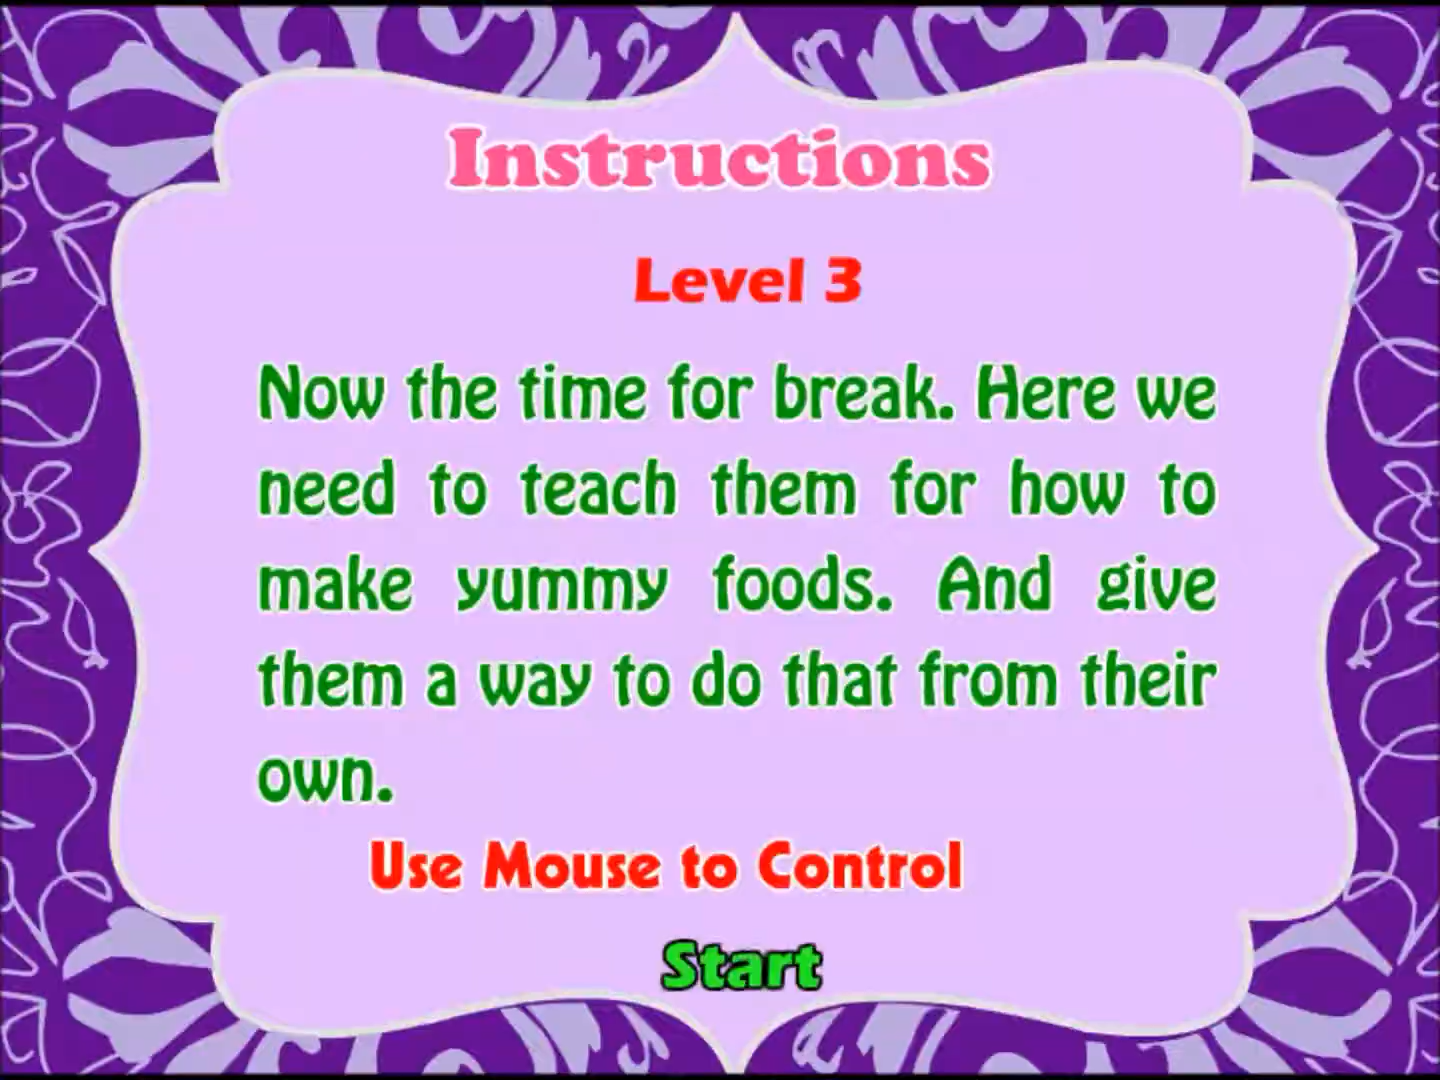 Instructions
Level 3
Now the time for break. Here we
need to teach them for how to
make yummy foods. And give
them a way to do that from their
own.
Use Mouse to Control
Start